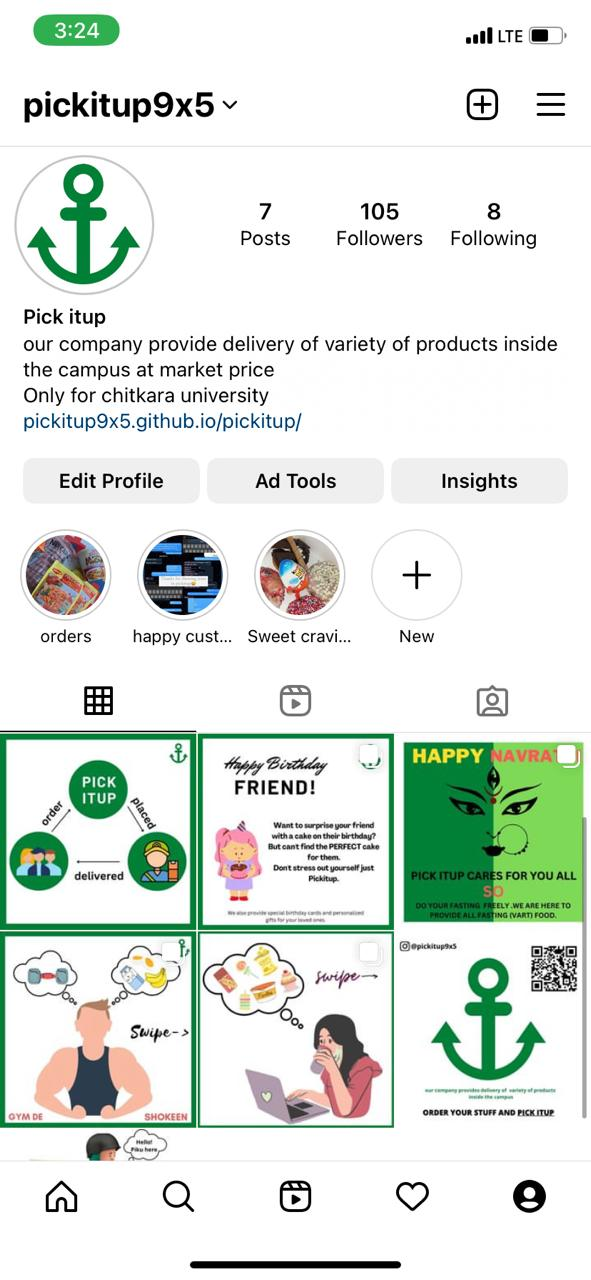 3:24
LTE
pickitup9x5
7
105
8
Posts
Followers
Following
Pick itup
our company provide delivery of variety of products inside
the campus at market price
Only for chitkara university
pickitup9x5.github.io/pickitup/
Edit Profile
Ad Tools
Insights
orders
happy cust...
Sweet cravi...
New
PICK
ITUP
order
placed
delivered
Happy Birthday
FRIEND!
Want to surprise your friend
with a cake on their birthday?
But cant find the PERFECT cake
for them.
Don't stress out yourself just
Pickitup.
We also provide special birthday cards and personalized
gifts for your loved ones.
HAPPY NAVRAT
PICK ITUP CARES FOR YOU ALL
SO
DO YOUR FASTING FREELY .WE ARE HERE TO
PROVIDE ALL FASTING (VART) FOOD.
Swipe->
GYM DE
SHOKEEN
swipe
@pickitup9x5
our company provides delivery of variety of products
inside the campus
ORDER YOUR STUFF AND PICK ITUP
Hello!
Piku here